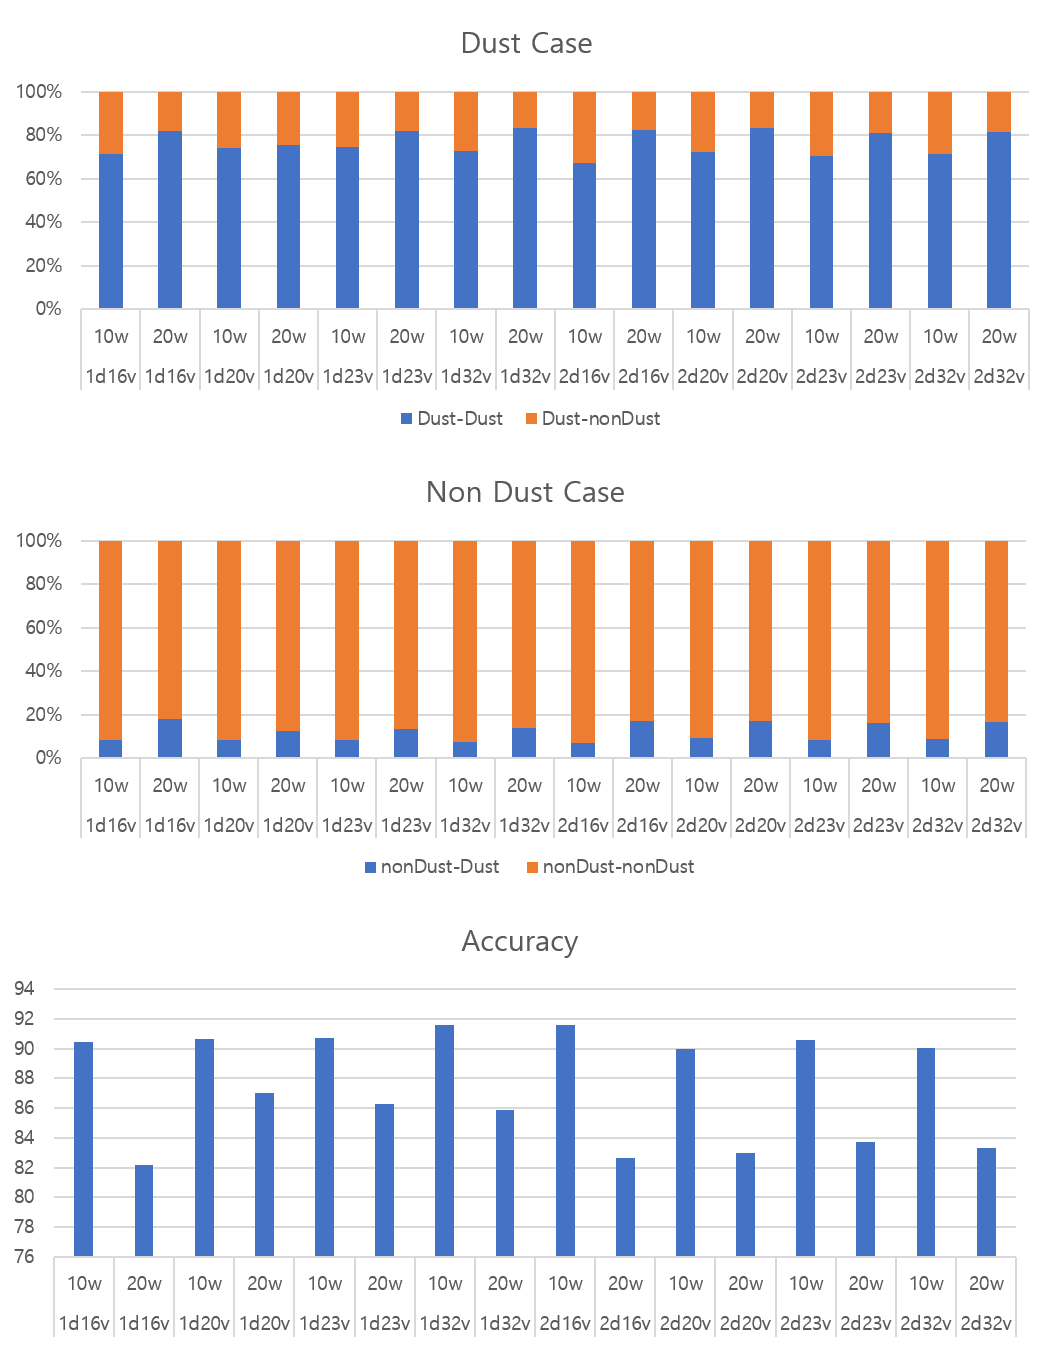 Dust Case
100%
80%
60%
40%
20%
0%
10w 20w 10w 20w 10w 20w 10w 20w 10w 20w 10w 20w 10w 20w 10w 20w
1d16v 1d16v 1d20v 1d20v 1d23v 1d23v 1d32v 1d32v 2d16v 2d16v 2d20v 2d20v 2d23v 2d23v 2d32v 2d32v
Dust-Dust Dust-nonDust
Non Dust Case
100%
80%
60%
40%
20%
0%
10w 20w 10w 20w 10w 20w 10w 20w 10w 20w 10w 20w 10w 20w 10w 20w
1d16v 1d16v 1d20v 1d20v 1d23v 1d23v 1d32v 1d32v 2d16v 2d16v 2d20v 2d20v 2d23v 2d23v 2d32v 2d32v
nonDust-Dust nonDust-nonDust
Accuracy
94
92
90
88
86
84
82
80
78
76
10w 20w 10w 20w 10w 20w 10w 20w 10w 20w 10w 20w 10w 20w 10w 20w
1d16v 1d16v 1d20v 1d20v 1d23v 1d23v 1d32v 1d32v 2d16v 2d16v 2d20v 2d20v 2d23v 2d23v 2d32v 2d32v